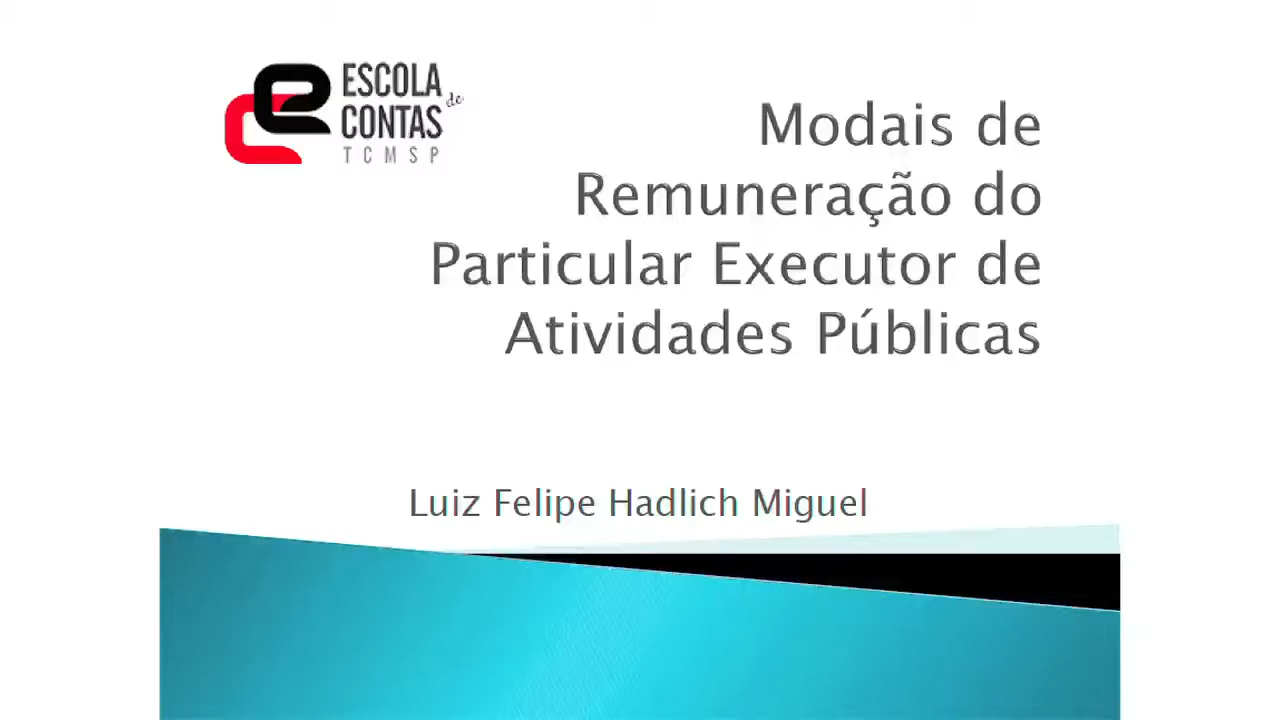 ESCOLA
de
CONTAS
TCMSP
Modais de
Remuneração do
Particular Executor de
Atividades Públicas
Luiz Felipe Hadlich Miguel